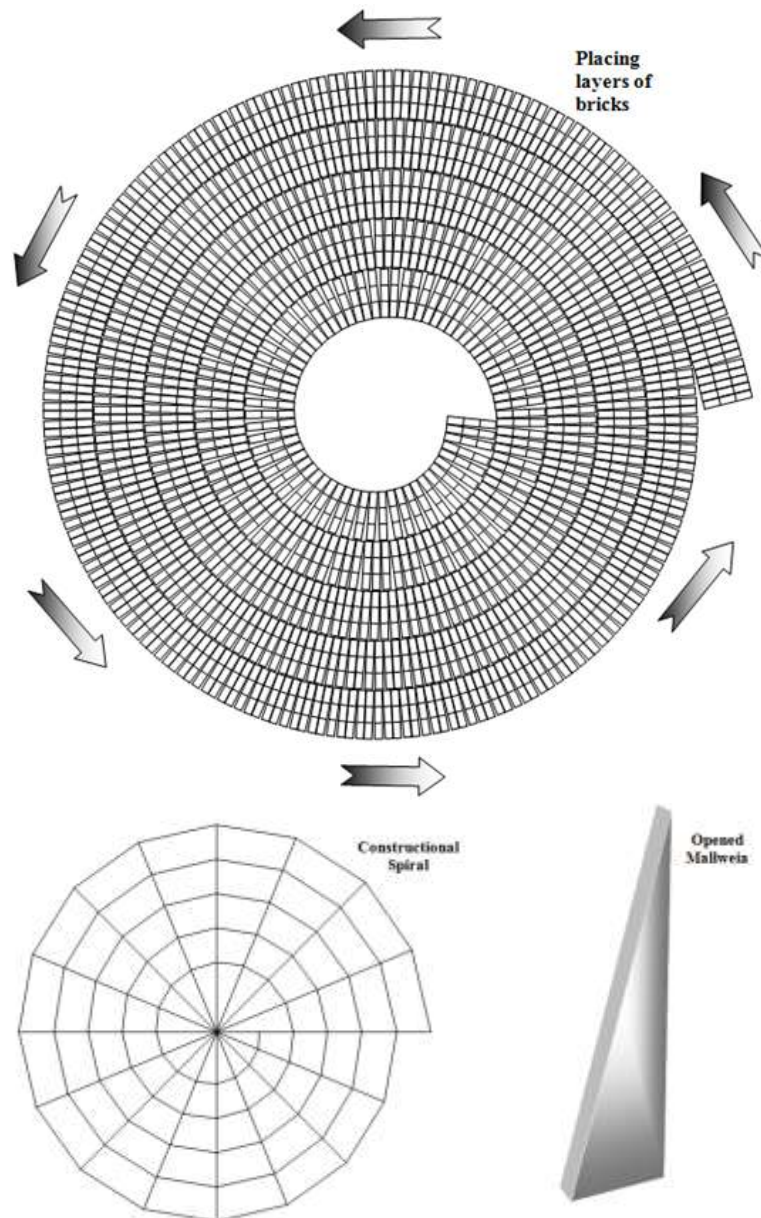 Placing
layers of
bricks
Constructional
Spiral
Opened
Mallweia